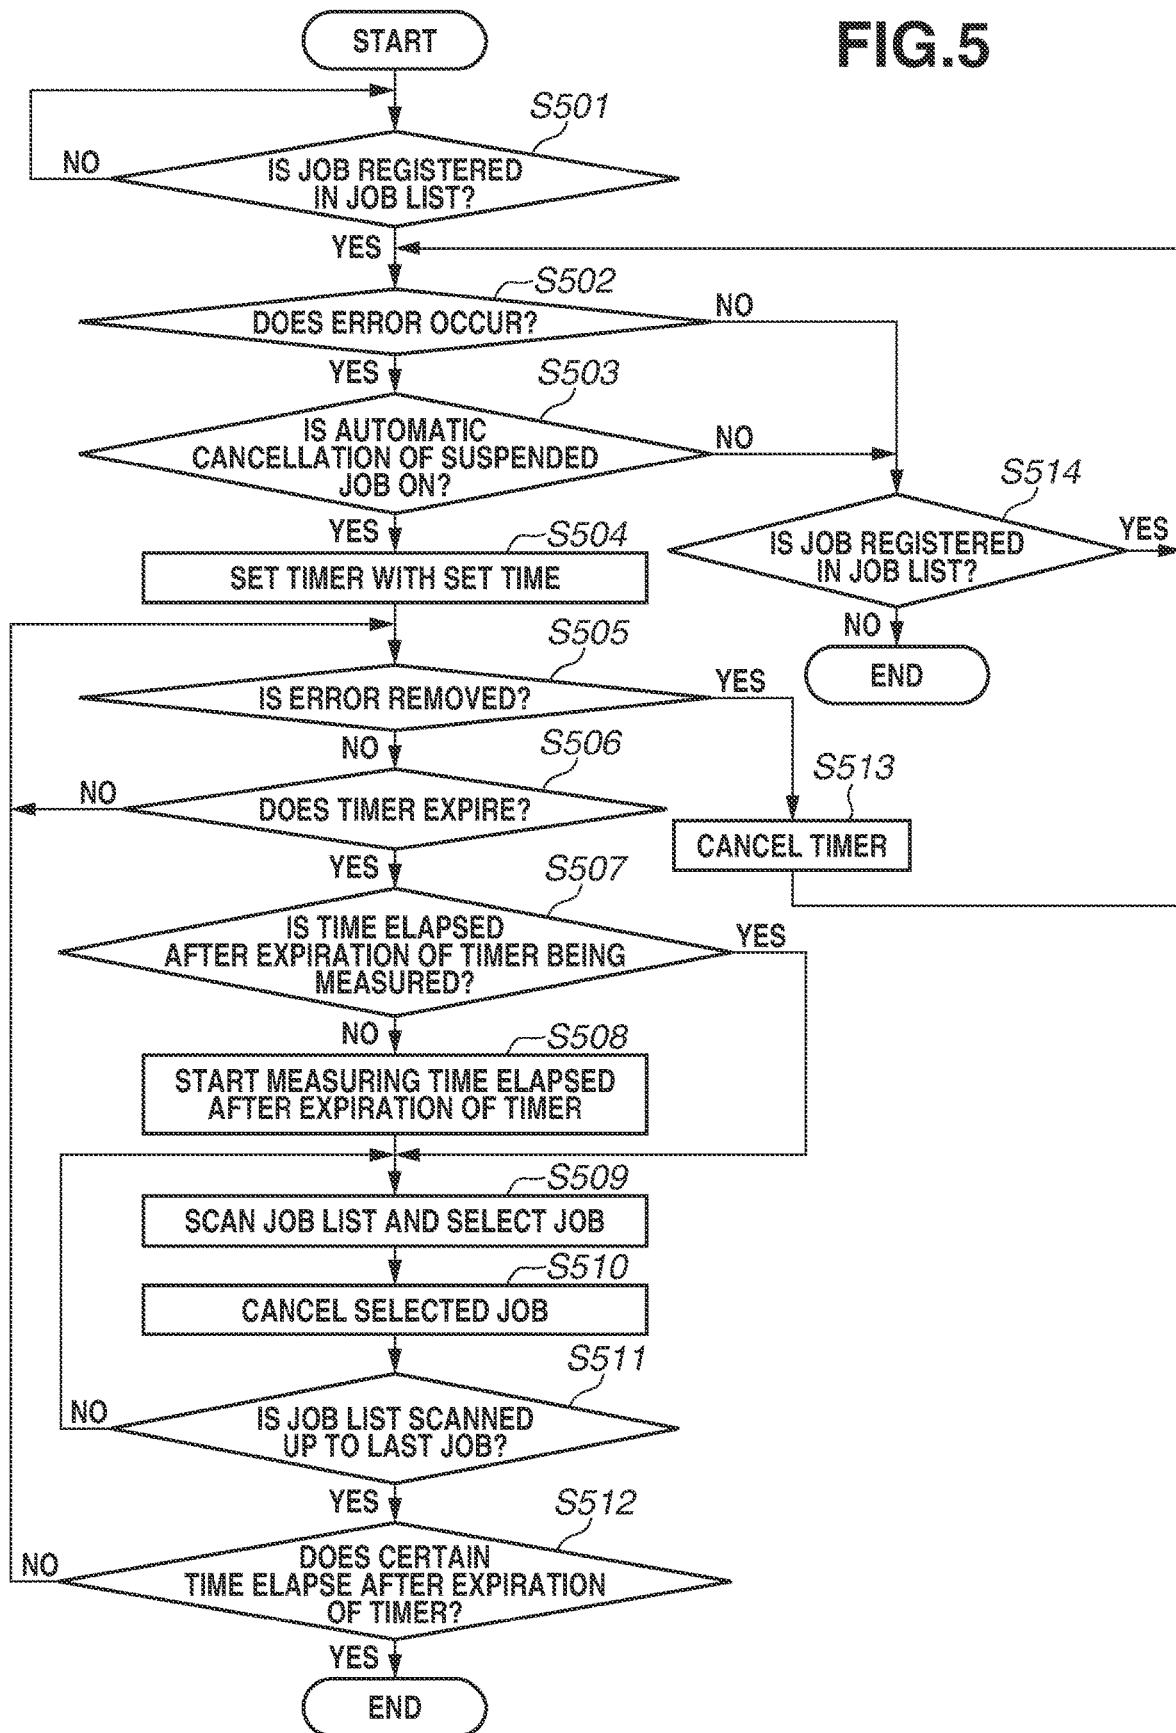 FIG.5
START
S501
IS JOB REGISTERED
IN JOB LIST?
NO
YES
S502
DOES ERROR OCCUR?
NO
YES
S503
IS AUTOMATIC
CANCELLATION OF SUSPENDED
JOB ON?
NO
YES
S514
IS JOB REGISTERED
IN JOB LIST?
YES
NO
END
S504
SET TIMER WITH SET TIME
S505
IS ERROR REMOVED?
YES
NO
S506
DOES TIMER EXPIRE?
NO
YES
S513
CANCEL TIMER
S507
IS TIME ELAPSED
AFTER EXPIRATION OF TIMER BEING
MEASURED?
YES
NO
S508
START MEASURING TIME ELAPSED
AFTER EXPIRATION OF TIMER
S509
SCAN JOB LIST AND SELECT JOB
S510
CANCEL SELECTED JOB
S511
IS JOB LIST SCANNED
UP TO LAST JOB?
NO
YES
S512
DOES CERTAIN
TIME ELAPSE AFTER EXPIRATION
OF TIMER?
NO
YES
END